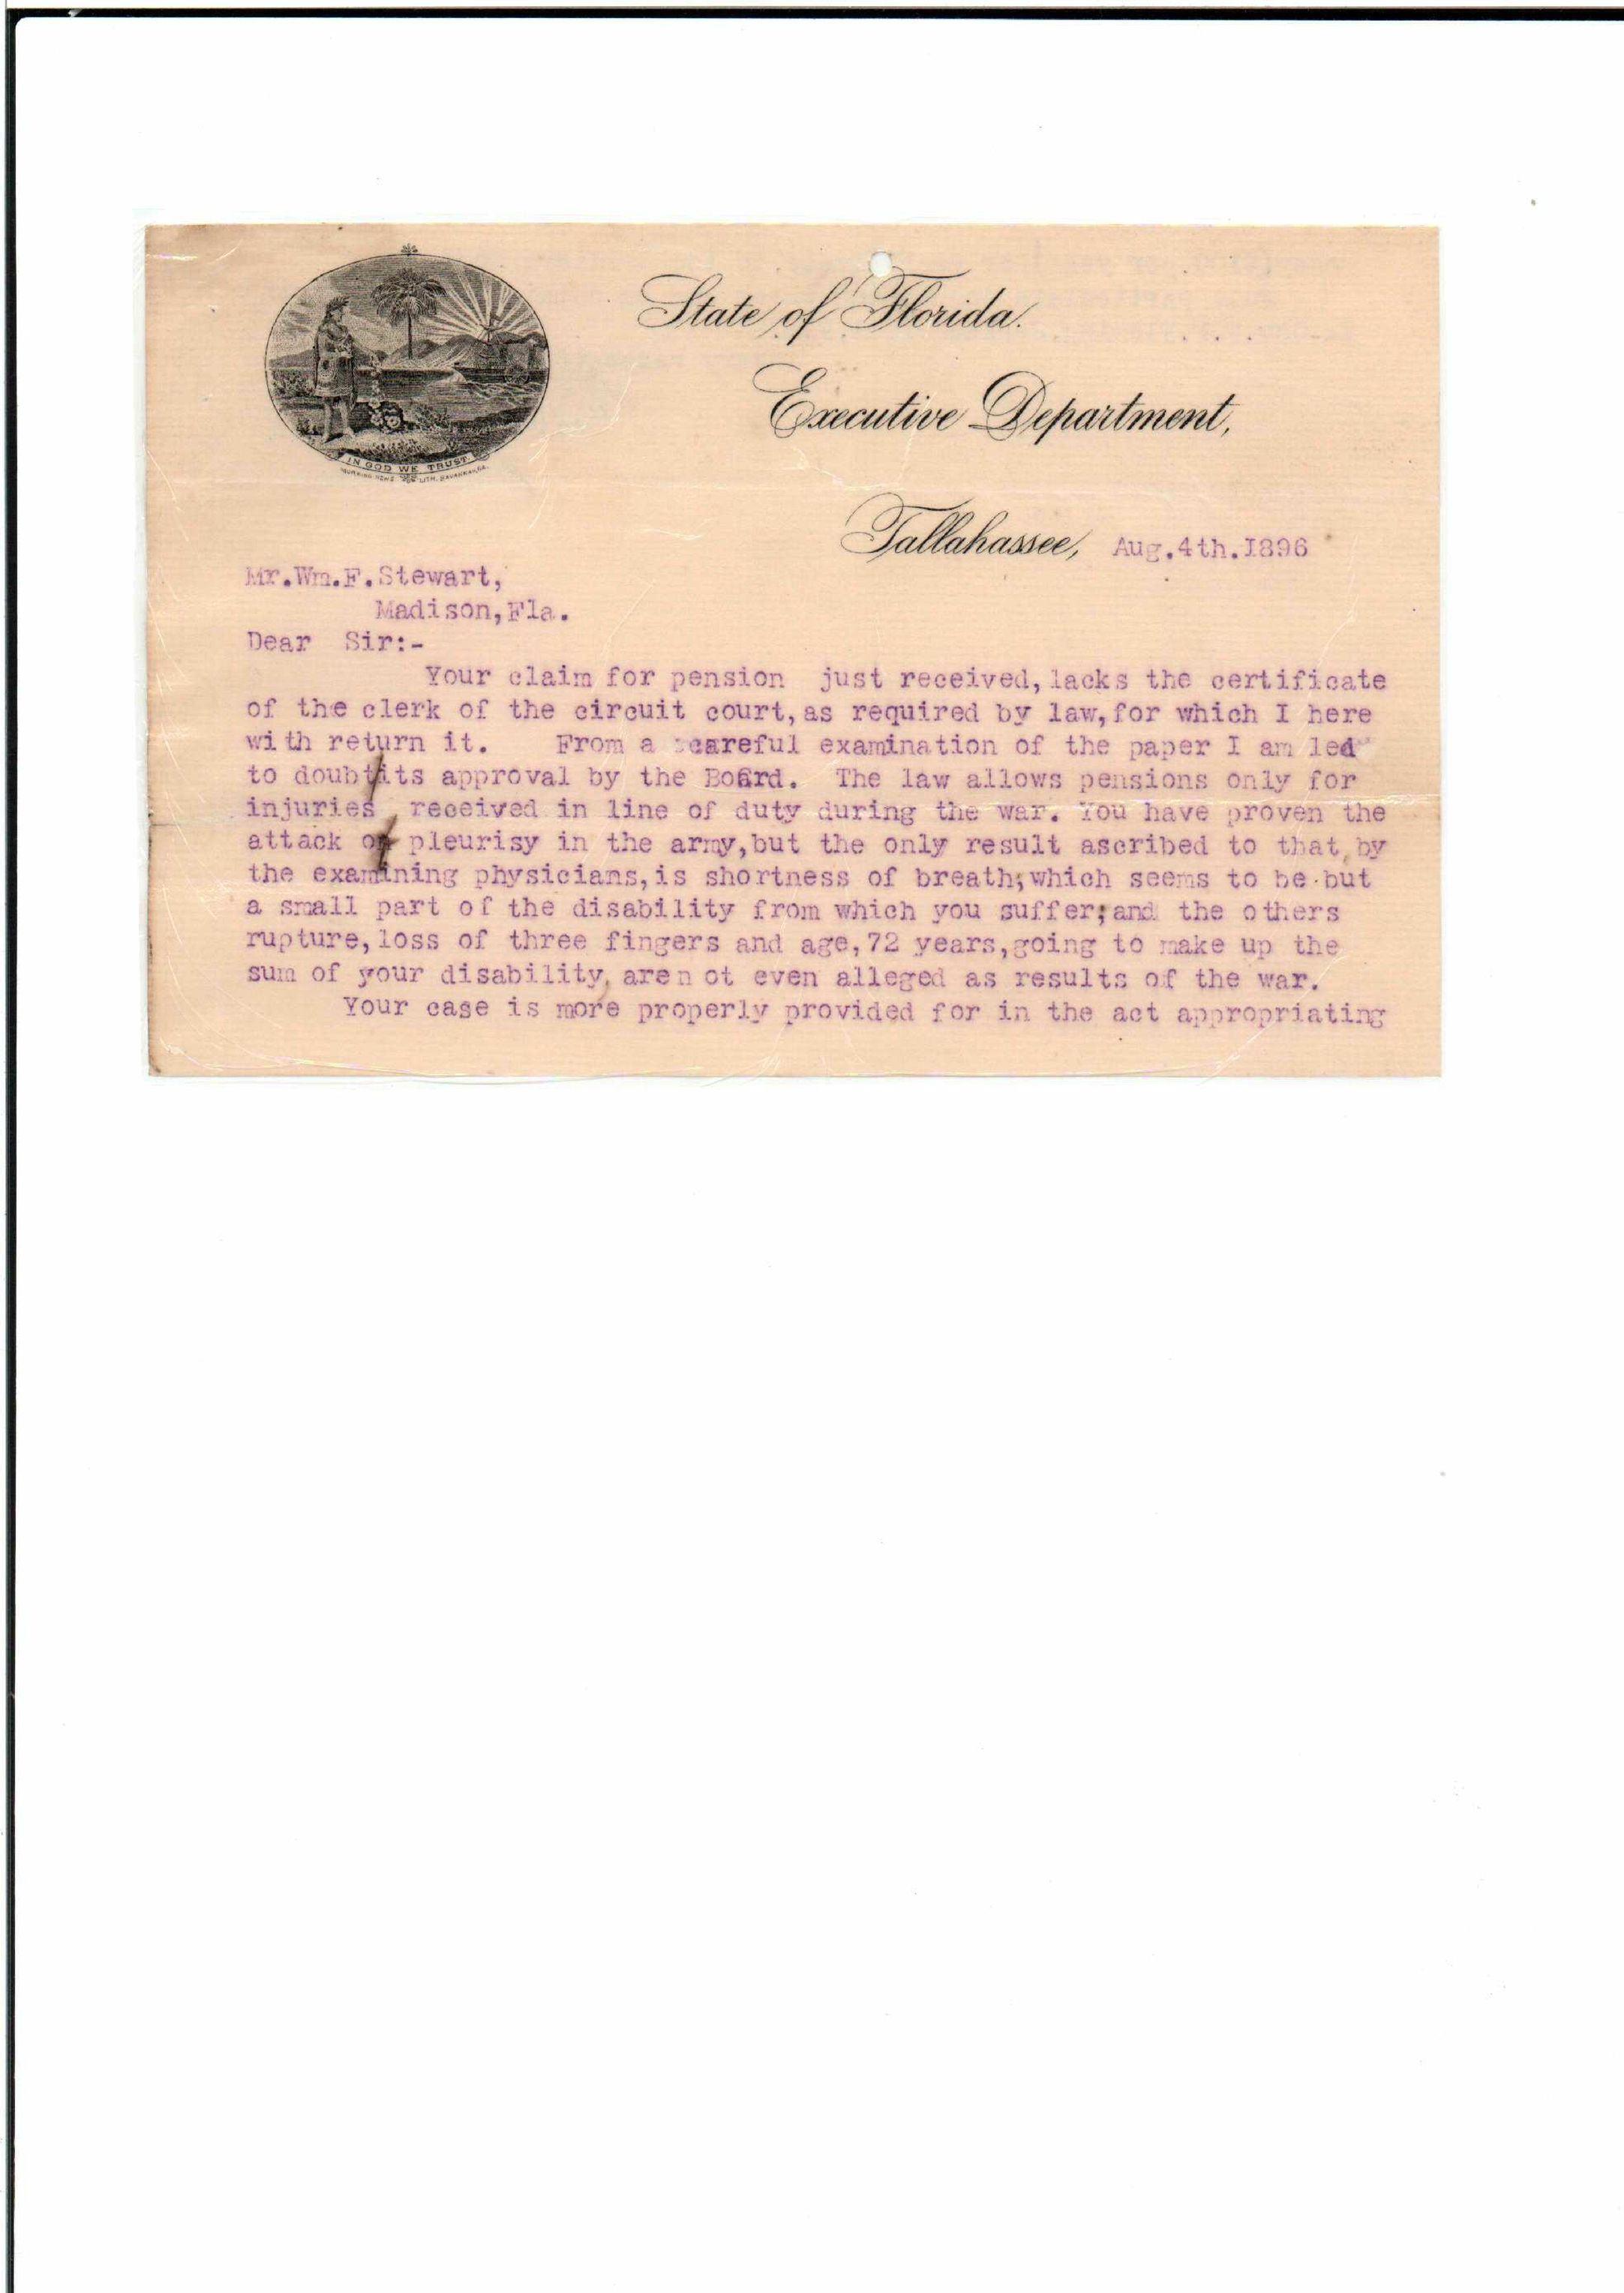 State of Florida.
Executive Department,
IN GOD WE TRUST
Tallahassee, Aug.4th.1896
Mr.Wm.F.Stewart,
Madison,Fla.
Dear Sir:-
Your claim for pension just received,lacks the certificate
of the clerk of the circuit court,as required by law,for which I here
with return it. From a careful examination of the paper I am led
to doubt its approval by the Board. The law allows pensions only for
injuries received in line of duty during the war. You have proven the
attack of pleurisy in the army,but the only result ascribed to that,by
the examining physicians,is shortness of breath;which seems to be but
a small part of the disability from which you suffer;and the others
rupture,loss of three fingers and age,72 years,going to make up the
sum of your disability, aren ot even alleged as results of the war.
Your case is more properly provided for in the act appropriating